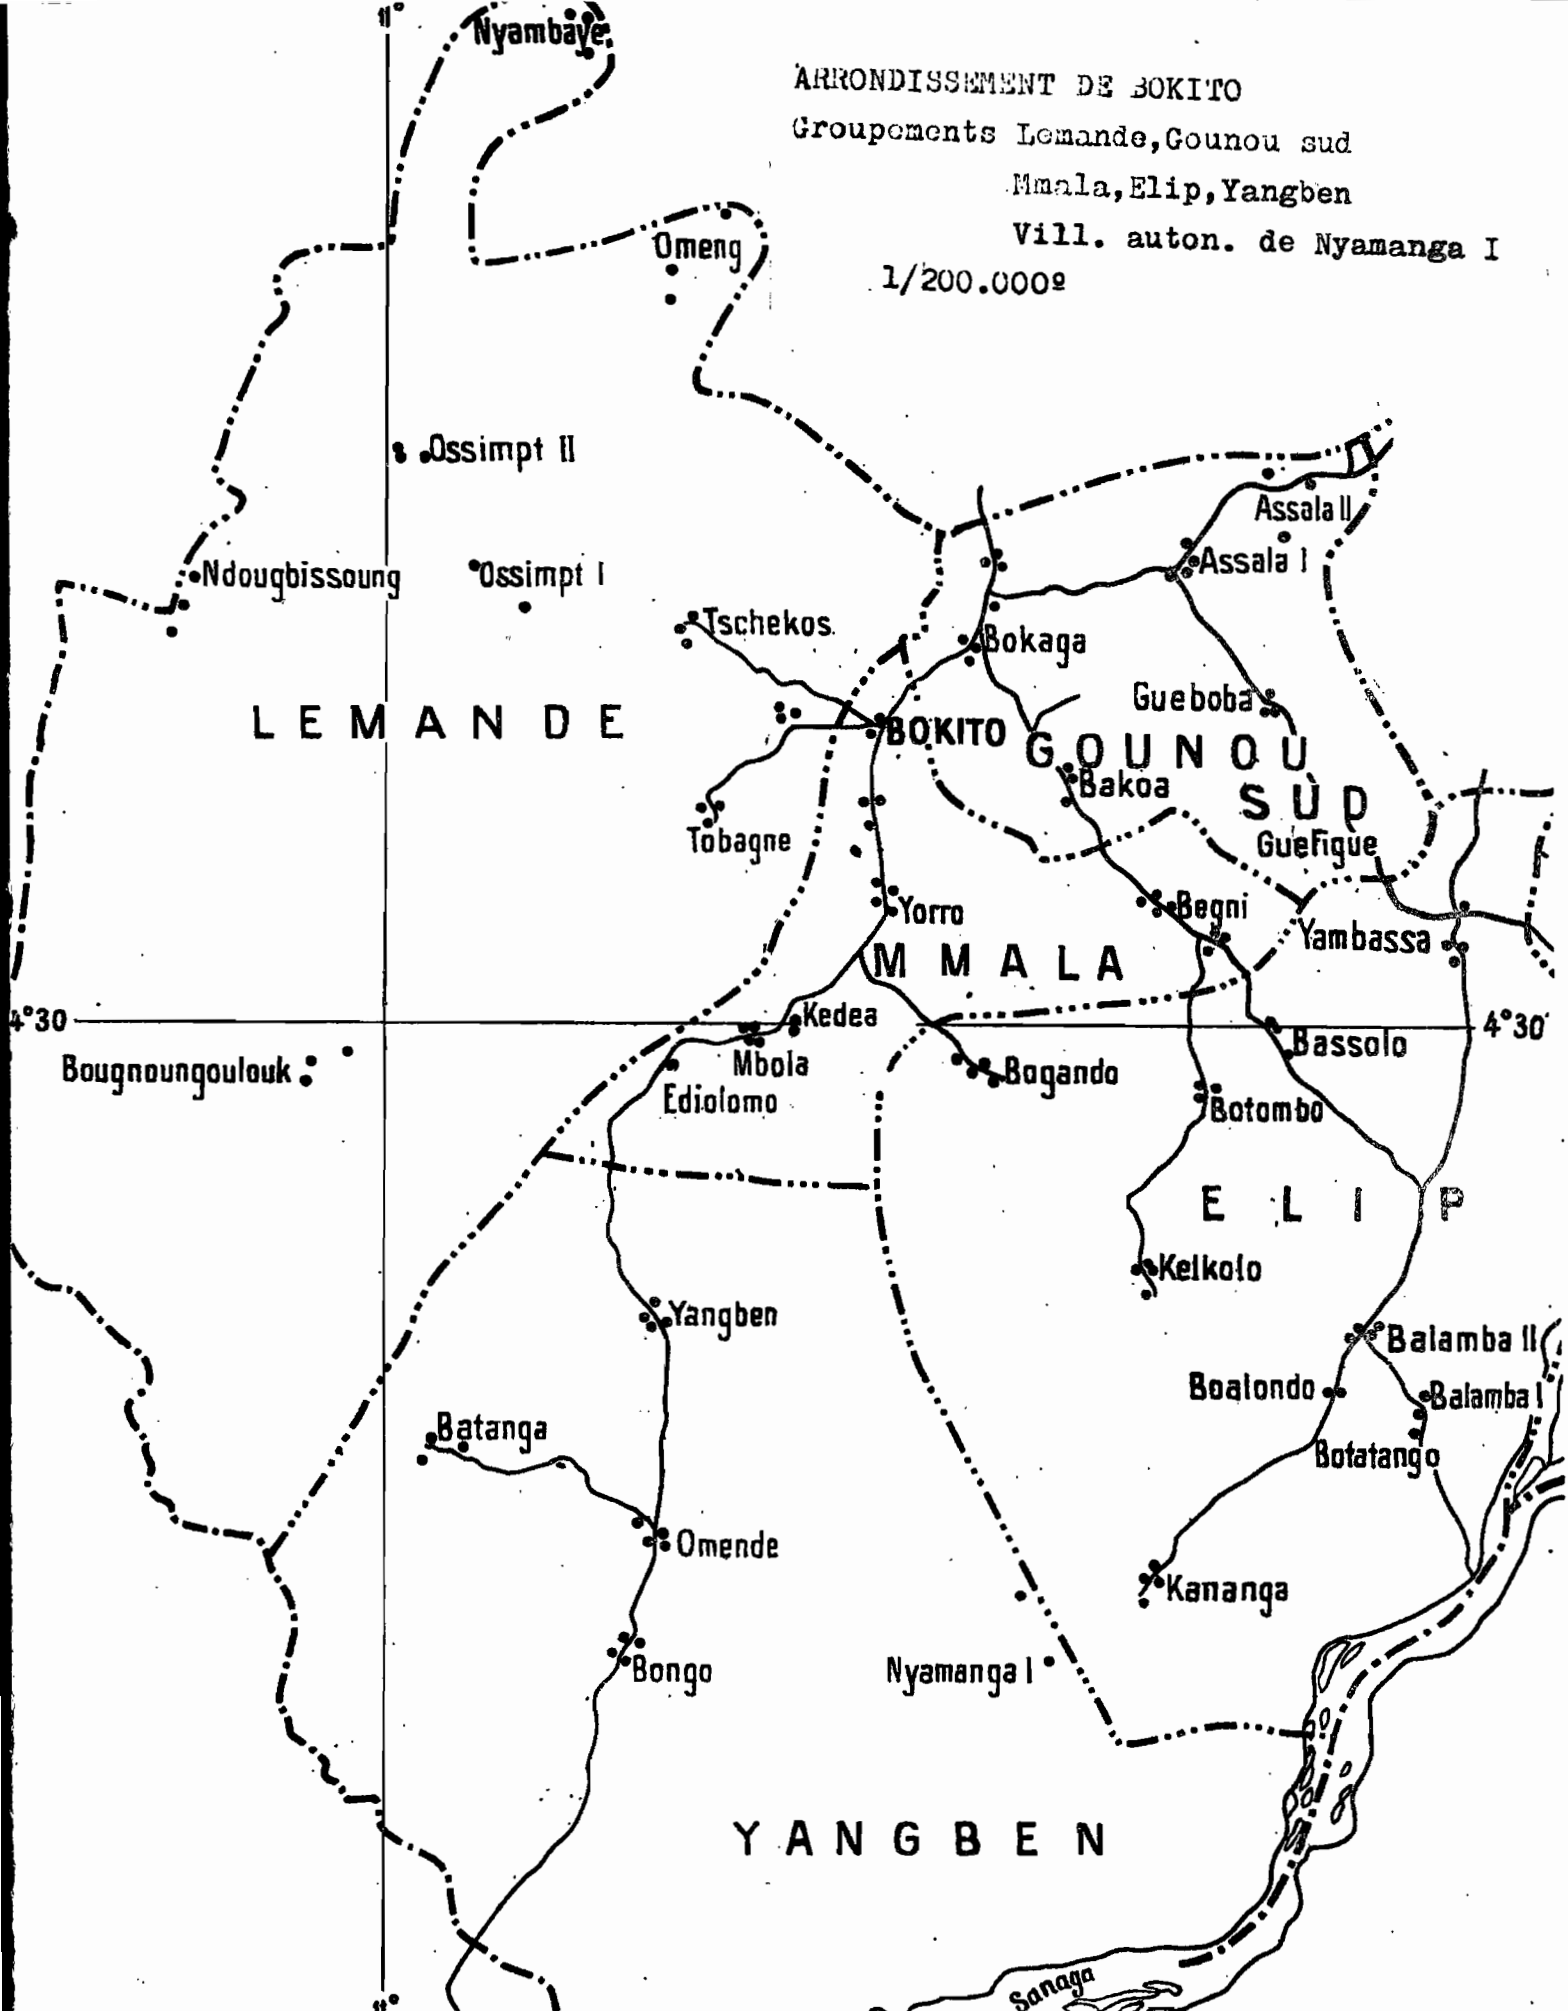 11°
Nyambaye
ARRONDISSEMENT DE BOKITO
Groupements Lemande,Gounou sud
Mmala,Elip,Yangben
Vill. auton. de Nyamanga I
1/200.000º
Omeng
Ossimpt II
Assala II
Ndougbissoung
Ossimpt I
Assala I
Tschekos
Bokaga
Gueboba
LEMANDE
BOKITO
GOUNOU
SUD
Bakoa
Tobagne
Guefigue
Yorro
Begni
Yambassa
MMALA
4°30
Kedea
4°30'
Mbola
Bassolo
Bougnoungoulouk
Bogando
Ediolomo
Botombo
ELIP
Kelkolo
Yangben
Balamba II
Boalondo
Balamba I
Batanga
Botatango
Omende
Kananga
Bongo
Nyamanga I
YANGBEN
Sanaga
11°